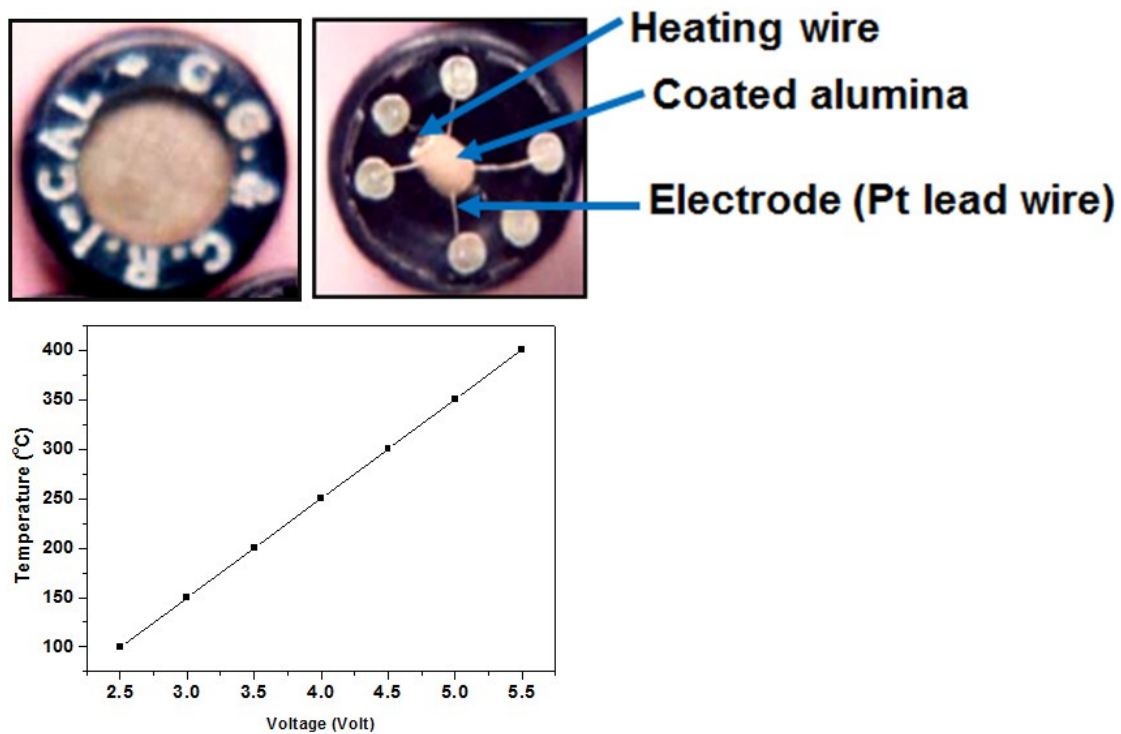 C.G.&C.R.I.CAL
Heating wire
Coated alumina
Electrode (Pt lead wire)
400
350
300
250
200
150
100
Temperature (°C)
2.5 3.0 3.5 4.0 4.5 5.0 5.5
Voltage (Volt)